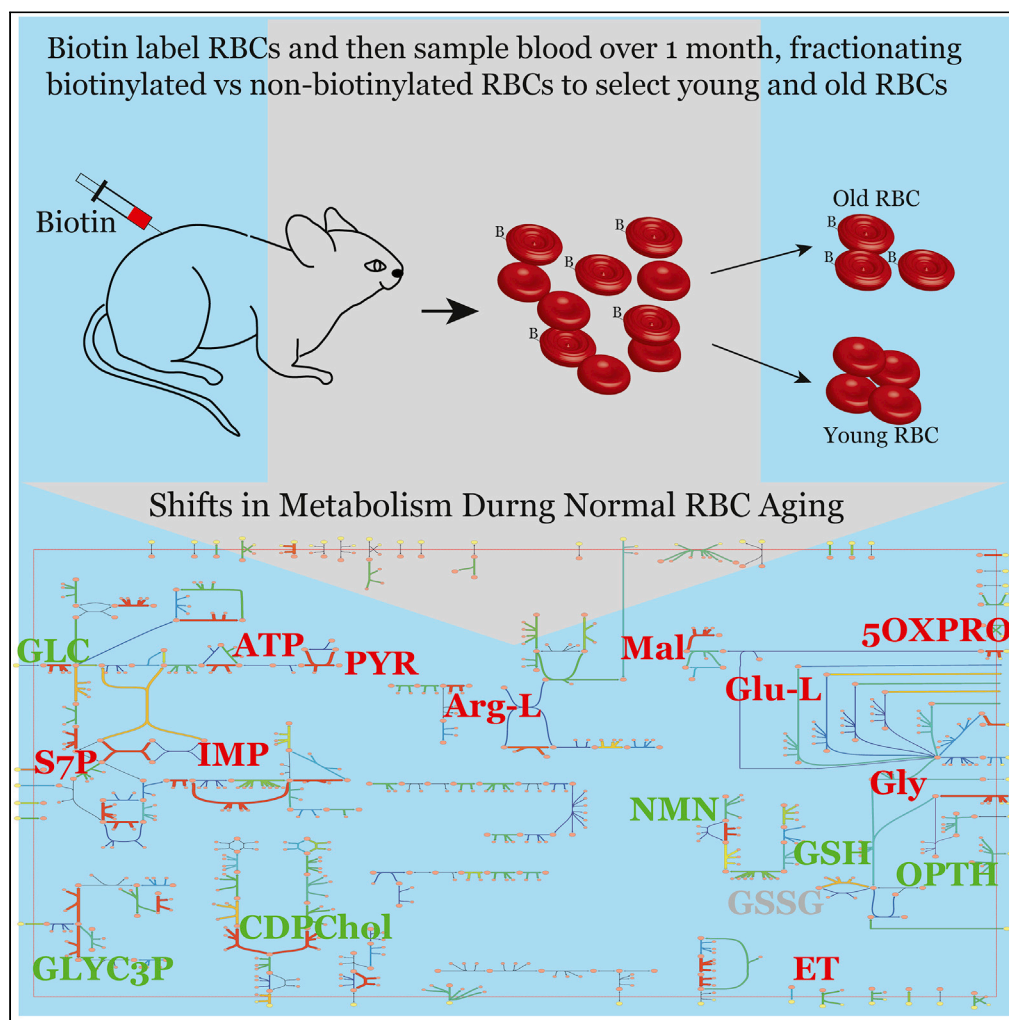 Biotin label RBCs and then sample blood over 1 month, fractionating
biotinylated vs non-biotinylated RBCs to select young and old RBCs
Biotin
B
B
B
B
B
Old RBC
B
B
B
Young RBC
Shifts in Metabolism Durng Normal RBC Aging
GLC
ATP
PYR
Mal
5OXPRO
Arg-L
Glu-L
S7P
IMP
Gly
NMN
GSH
OPTH
GSSG
CDPChol
GLYC3P
ET